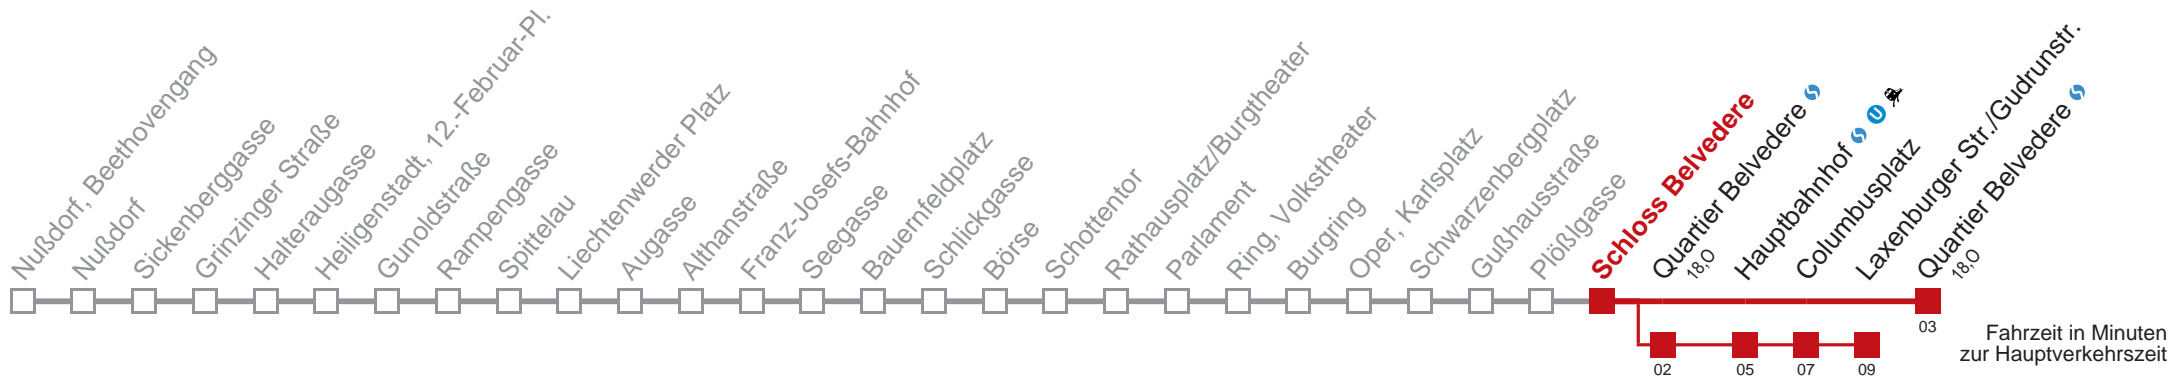 Nußdorf, Beethovengang
Nußdorf
Sickenberggasse
Grinzinger Straße
Halteraugasse
Heiligenstadt, 12.-Februar-Pl.
Gunoldstraße
Rampengasse
Spittelau
Liechtenwerder Platz
Augasse
Althanstraße
Franz-Josefs-Bahnhof
Seegasse
Bauernfeldplatz
Schlickgasse
Börse
Schottentor
Rathausplatz/Burgtheater
Parlament
Ring, Volkstheater
Burgring
Oper, Karlsplatz
Schwarzenbergplatz
Gußhausstraße
Plößlgasse
Schloss Belvedere
Quartier Belvedere S
18,O
Hauptbahnhof S U
Columbusplatz
Laxenburger Str./Gudrunstr.
Quartier Belvedere S
18,O
03
02
05
07
09
Fahrzeit in Minuten
zur Hauptverkehrszeit